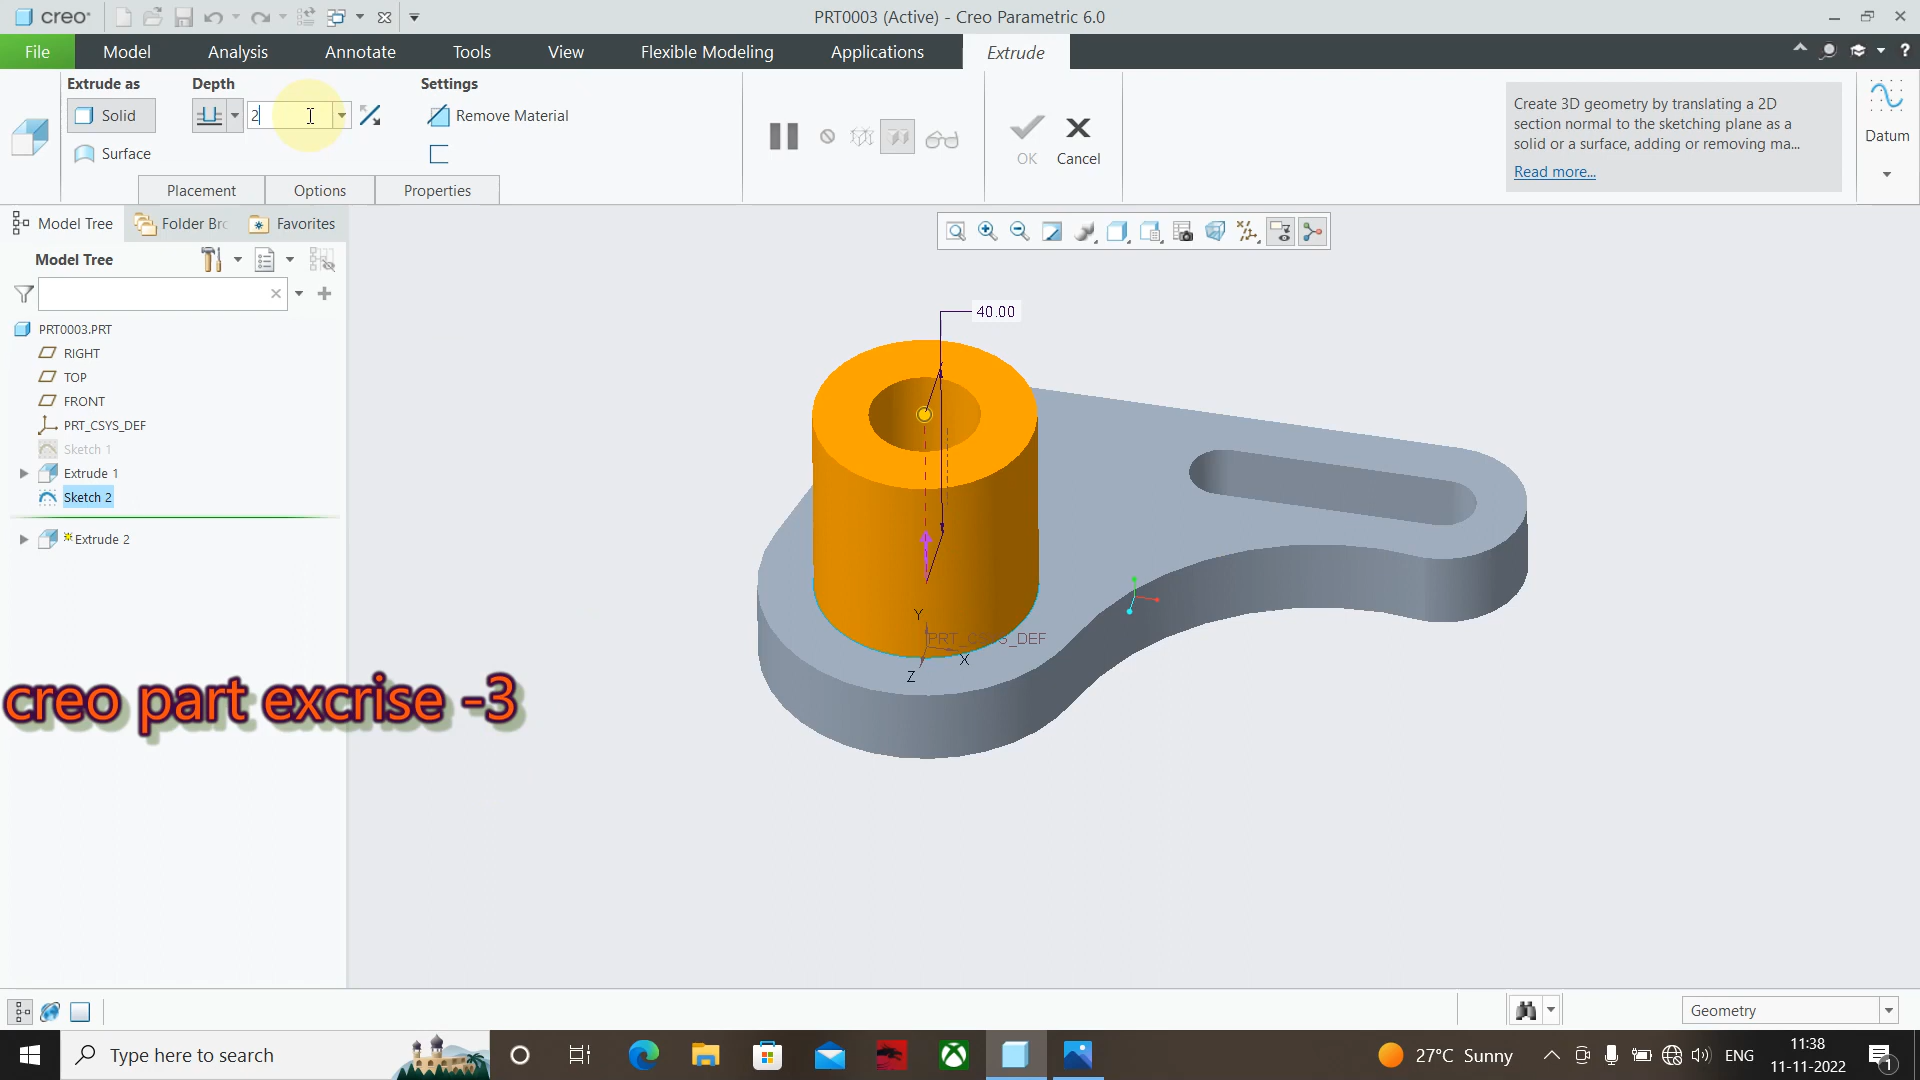 creo
PRT0003 (Active) - Creo Parametric 6.0
File Model Analysis Annotate Tools View Flexible Modeling Applications Extrude
?
Extrude as
Solid
Surface
Depth
2
Settings
Remove Material
Placement Options Properties
OK
Cancel
Create 3D geometry by translating a 2D
section normal to the sketching plane as a
solid or a surface, adding or removing ma...
Read more...
Datum
Model Tree Folder Br Favorites
Model Tree
PRT0003.PRT
RIGHT
TOP
FRONT
PRT_CSYS_DEF
Sketch 1
Extrude 1
Sketch 2
Extrude 2
40.00
Y
PRT_CSYS_DEF
X
Z
creo part excrise -3
Geometry
Type here to search
27°C Sunny
ENG
11:38
11-11-2022
1